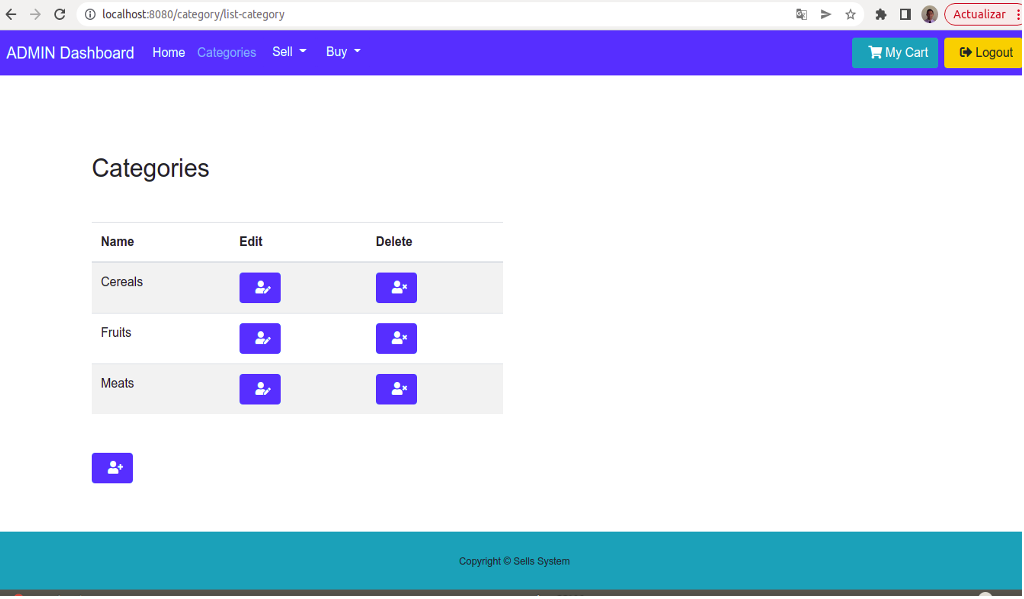 localhost:8080/category/list-category
Actualizar
ADMIN Dashboard Home Categories Sell Buy My Cart Logout
Categories
Name Edit Delete
Cereals
Fruits
Meats
Copyright © Sells System